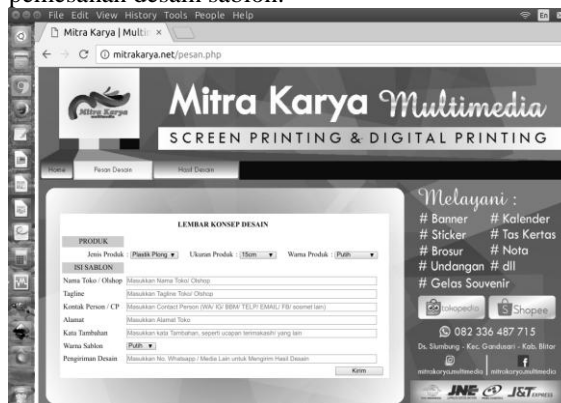 pemesanan desain sablon.
File Edit View History Tools People Help
En
Mitra Karya | Multim ×
mitrakarya.net/pesan.php
Mitra Karya
Mitra Karya Multimedia
SCREEN PRINTING & DIGITAL PRINTING
Home Pesan Desain Hasil Desain
LEMBAR KONSEP DESAIN
PRODUK
Jenis Produk : Plastik Plong Ukuran Produk : 15cm Warna Produk : Putih
ISI SABLON
Nama Toko / Olshop Masukkan Nama Toko/ Olshop
Tagline Masukkan Tagline Toko/ Olshop
Kontak Person / CP Masukkan Contact Person (WA/ IG/ BBM/ TELP/ EMAIL/ FB/ sosmet lain)
Alamat Masukkan Alamat Toko
Kata Tambahan Masukkan kata Tambahan, seperti ucapan terimakasih/ yang lain
Warna Sablon Putih
Pengiriman Desain Masukkan No. Whatsapp / Media Lain untuk Mengirim Hasil Desain
Kirim
Melayani :
# Banner # Kalender
# Sticker # Tas Kertas
# Brosur # Nota
# Undangan # dll
# Gelas Souvenir
tokopedia Shopee
082 336 487 715
Ds. Slumbung - Kec. Gandusari - Kab. Blitar
mitrakarya.multimedia mitrakarya.multimedia
JNE J&T EXPRESS